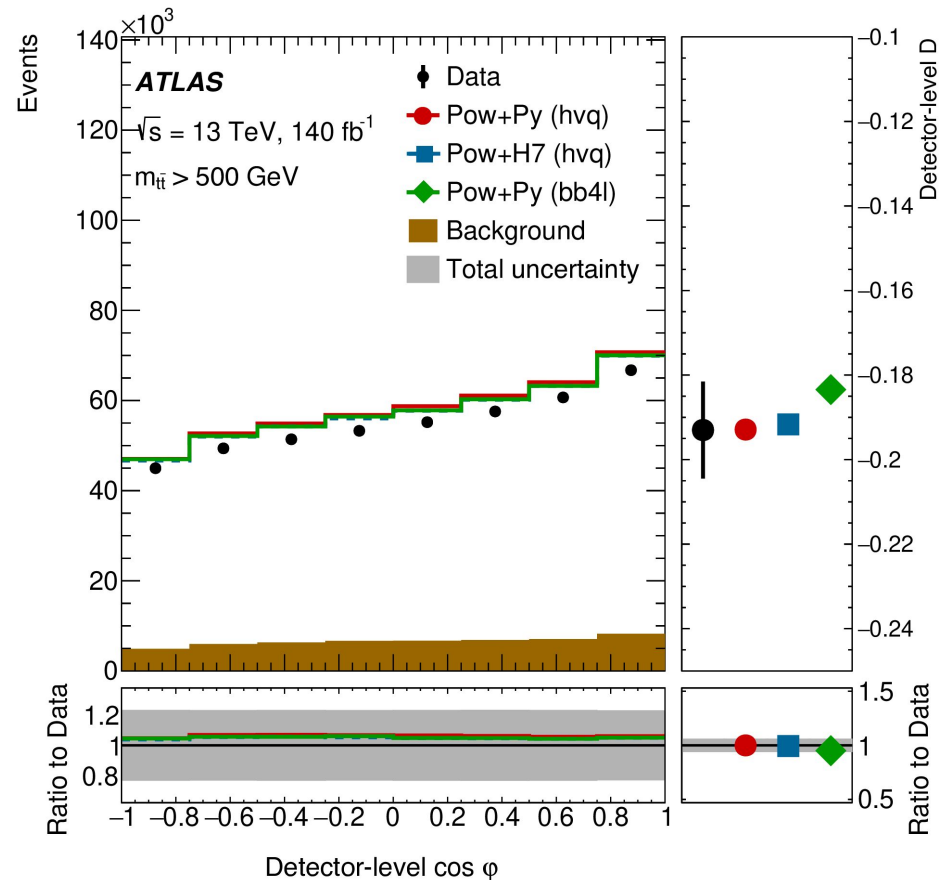 ×10³
Events
140
120
100
80
60
40
20
0
ATLAS
√s = 13 TeV, 140 fb⁻¹
m_tt̄ > 500 GeV
Data
Pow+Py (hvq)
Pow+H7 (hvq)
Pow+Py (bb4l)
Background
Total uncertainty
Detector-level D
−0.1
−0.12
−0.14
−0.16
−0.18
−0.2
−0.22
−0.24
Ratio to Data
1.2
1
0.8
−1 −0.8 −0.6 −0.4 −0.2 0 0.2 0.4 0.6 0.8 1
Detector-level cos φ
1.5
1
0.5
Ratio to Data